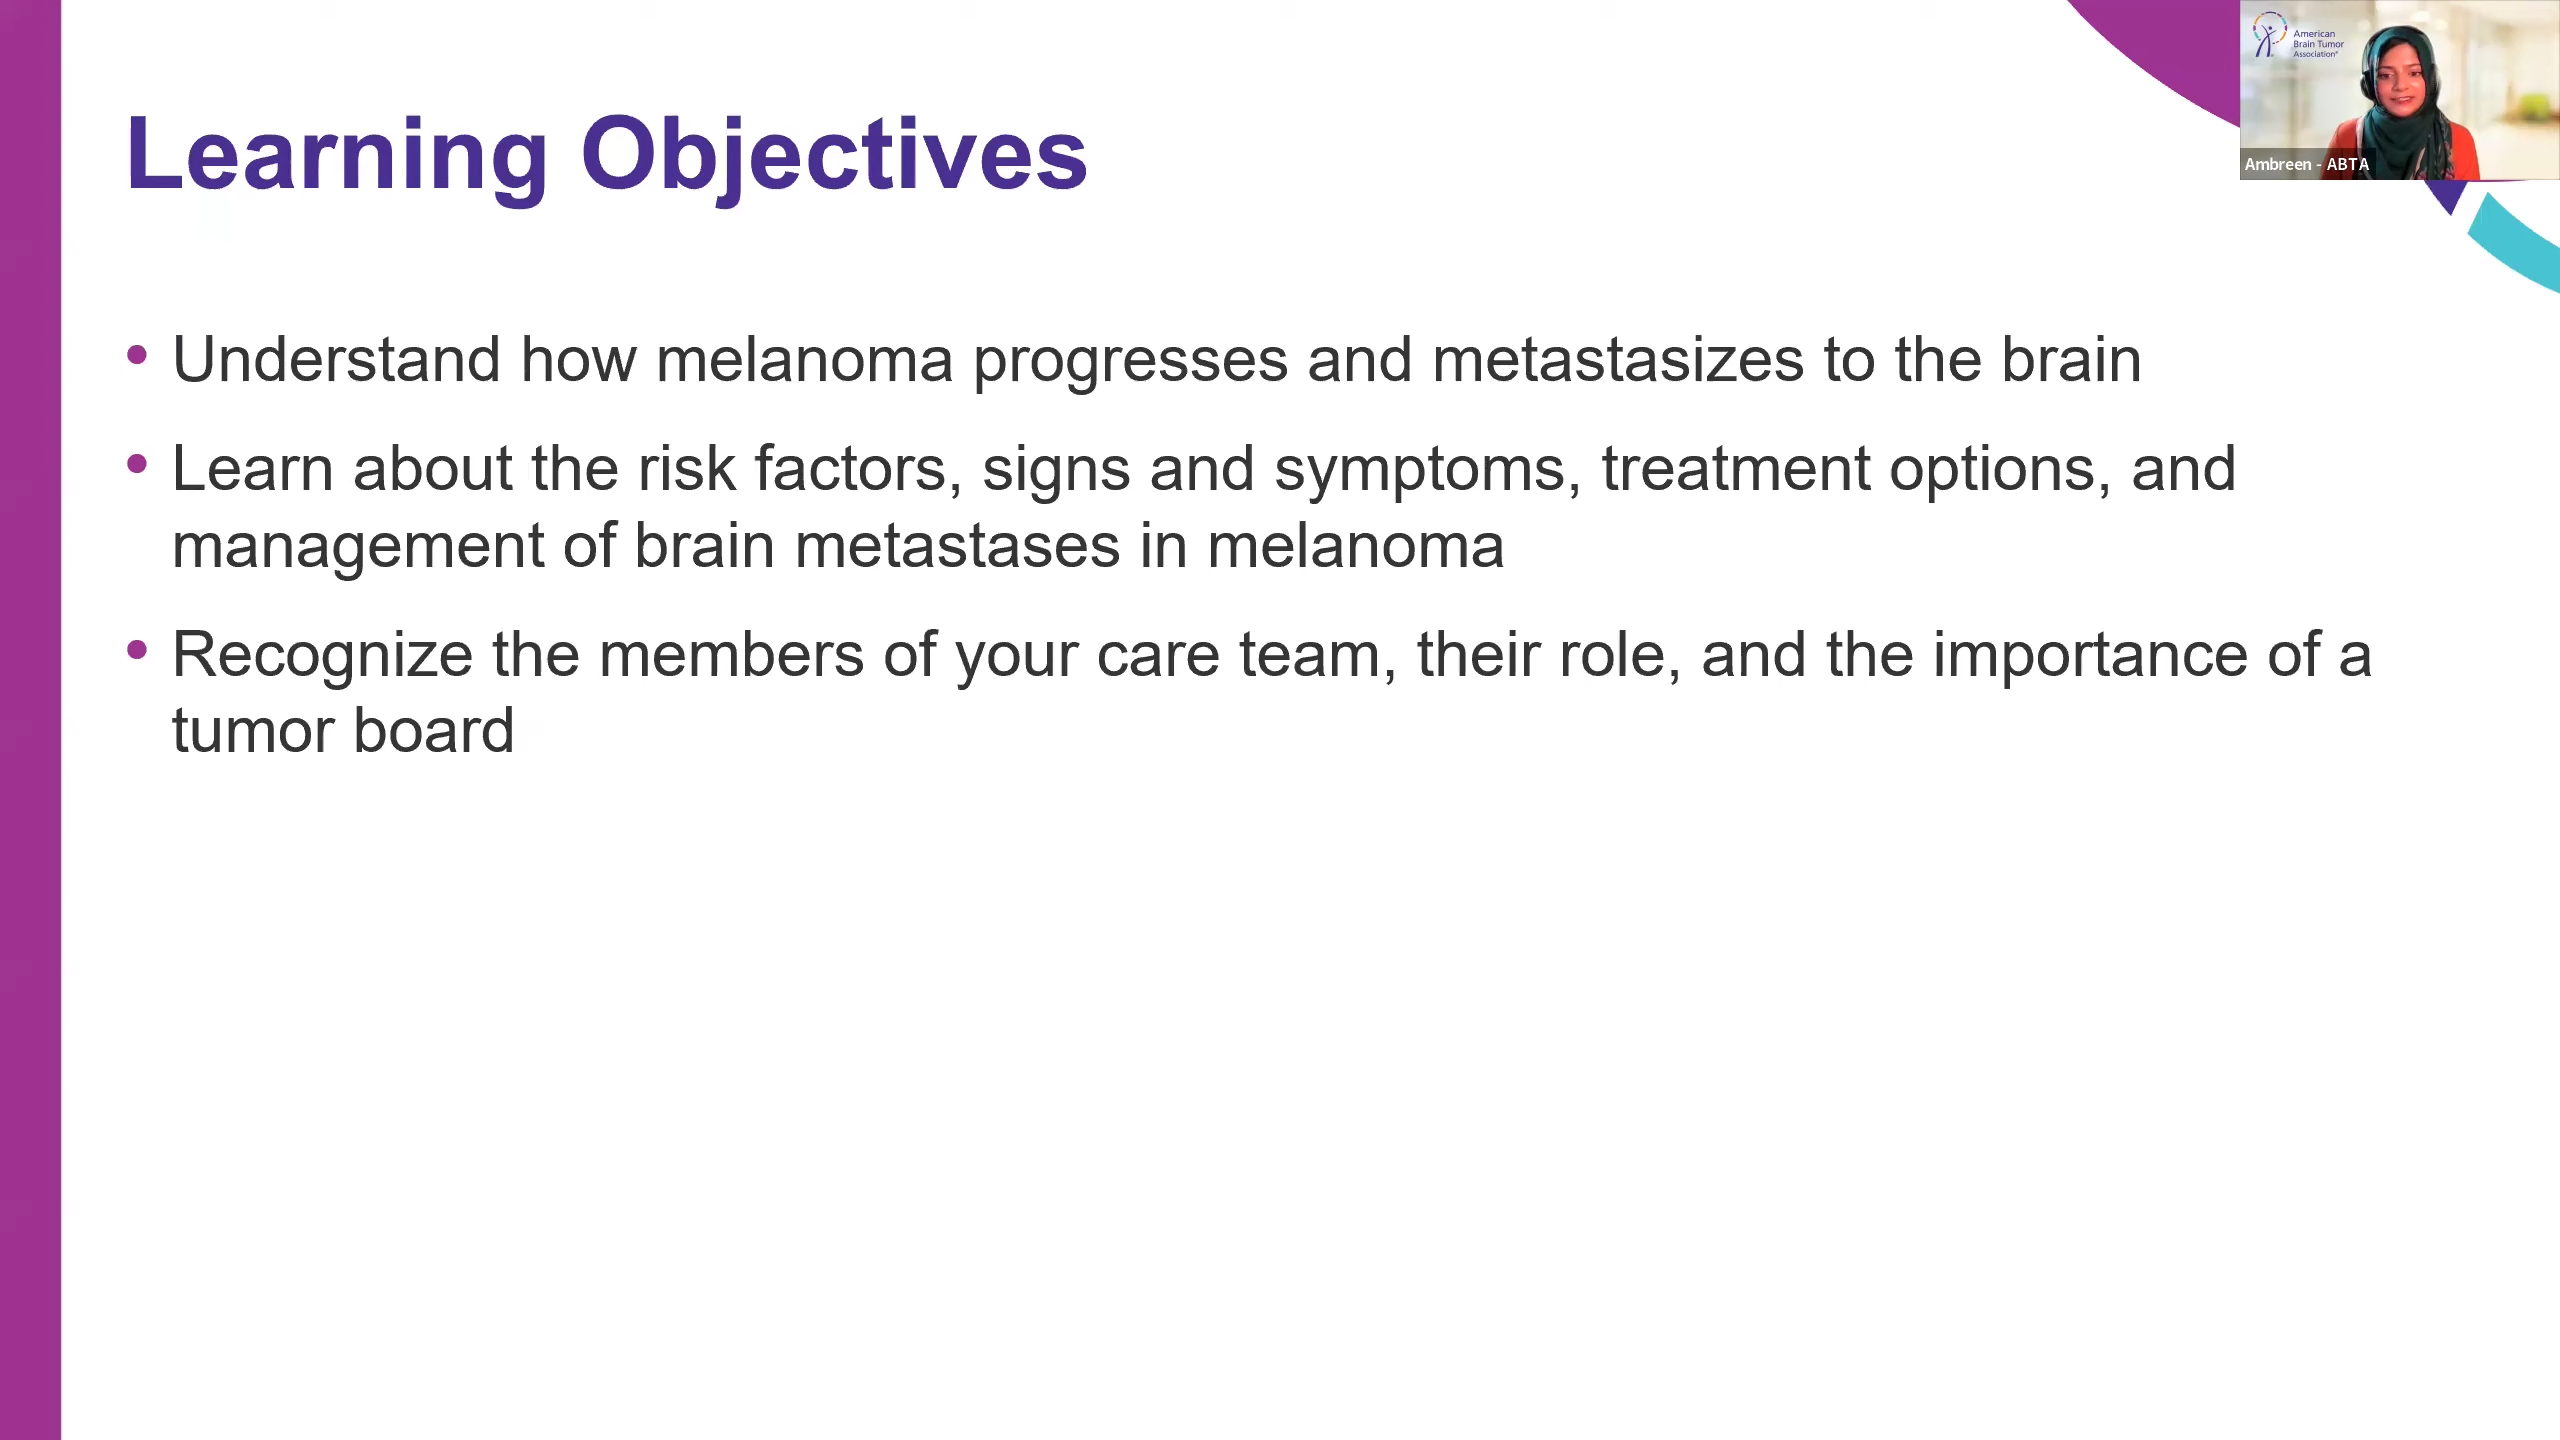 Learning Objectives
• Understand how melanoma progresses and metastasizes to the brain
• Learn about the risk factors, signs and symptoms, treatment options, and
management of brain metastases in melanoma
• Recognize the members of your care team, their role, and the importance of a
tumor board
American
Brain Tumor
Association®
Ambreen - ABTA